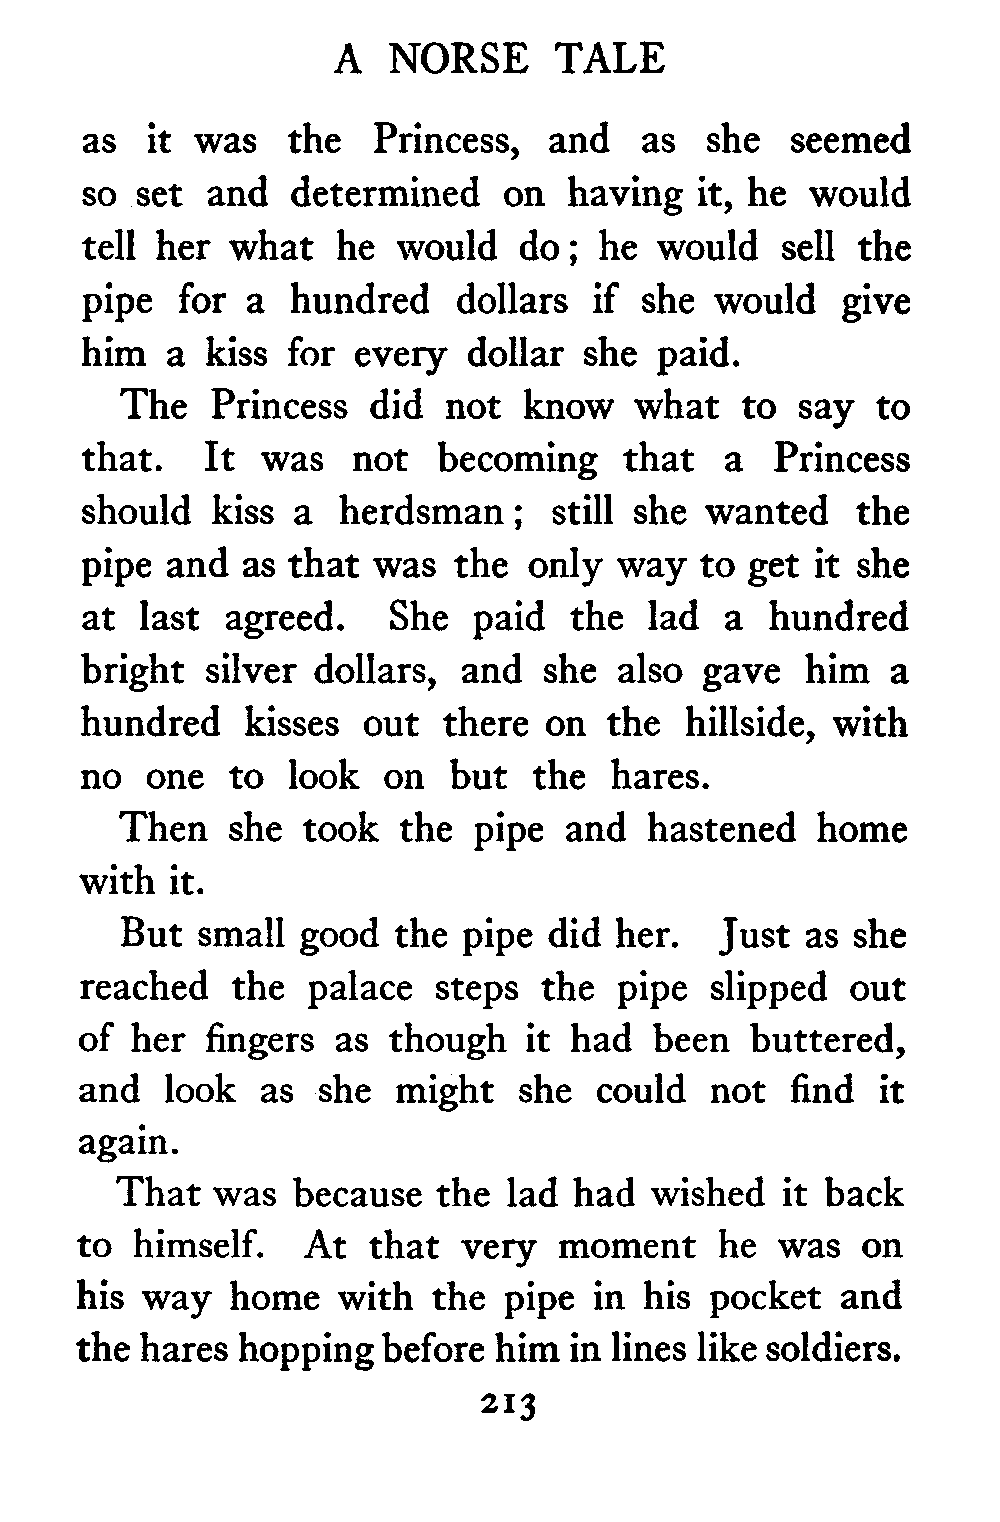 A NORSE TALE
as it was the Princess, and as she seemed
so set and determined on having it, he would
tell her what he would do; he would sell the
pipe for a hundred dollars if she would give
him a kiss for every dollar she paid.
The Princess did not know what to say to
that. It was not becoming that a Princess
should kiss a herdsman; still she wanted the
pipe and as that was the only way to get it she
at last agreed. She paid the lad a hundred
bright silver dollars, and she also gave him a
hundred kisses out there on the hillside, with
no one to look on but the hares.
Then she took the pipe and hastened home
with it.
But small good the pipe did her. Just as she
reached the palace steps the pipe slipped out
of her fingers as though it had been buttered,
and look as she might she could not find it
again.
That was because the lad had wished it back
to himself. At that very moment he was on
his way home with the pipe in his pocket and
the hares hopping before him in lines like soldiers.
213